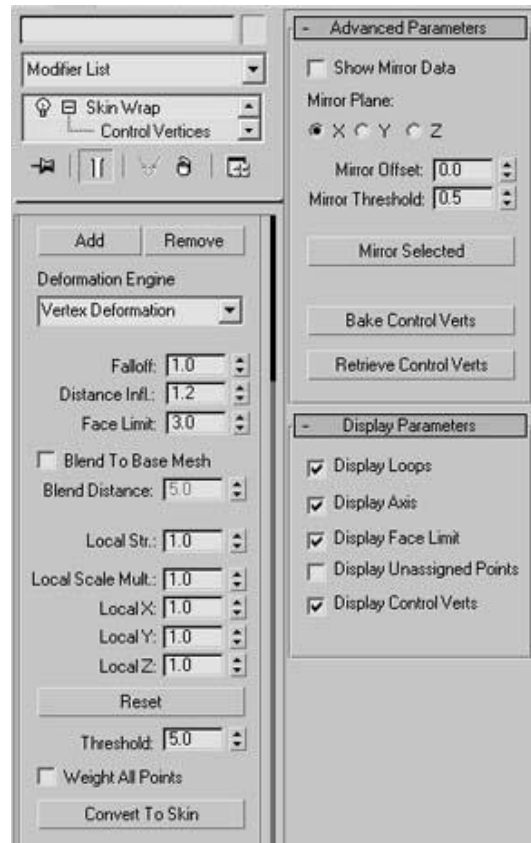 Modifier List
Skin Wrap
Control Vertices
Add Remove
Deformation Engine
Vertex Deformation
Falloff: 1.0
Distance Infl.: 1.2
Face Limit: 3.0
Blend To Base Mesh
Blend Distance: 5.0
Local Str.: 1.0
Local Scale Mult.: 1.0
Local X: 1.0
Local Y: 1.0
Local Z: 1.0
Reset
Threshold: 5.0
Weight All Points
Convert To Skin
- Advanced Parameters
Show Mirror Data
Mirror Plane:
X Y Z
Mirror Offset: 0.0
Mirror Threshold: 0.5
Mirror Selected
Bake Control Verts
Retrieve Control Verts
- Display Parameters
Display Loops
Display Axis
Display Face Limit
Display Unassigned Points
Display Control Verts